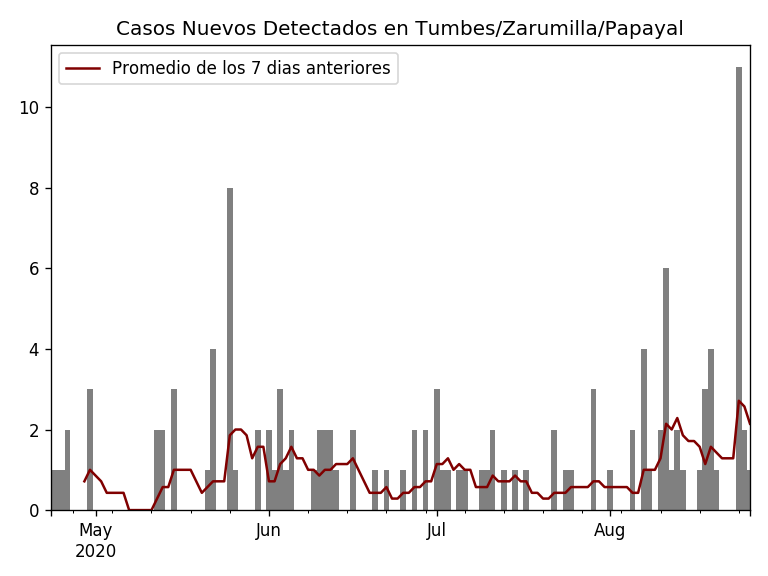 Casos Nuevos Detectados en Tumbes/Zarumilla/Papayal
Promedio de los 7 dias anteriores
10
8
6
4
2
0
May Jun Jul Aug
2020